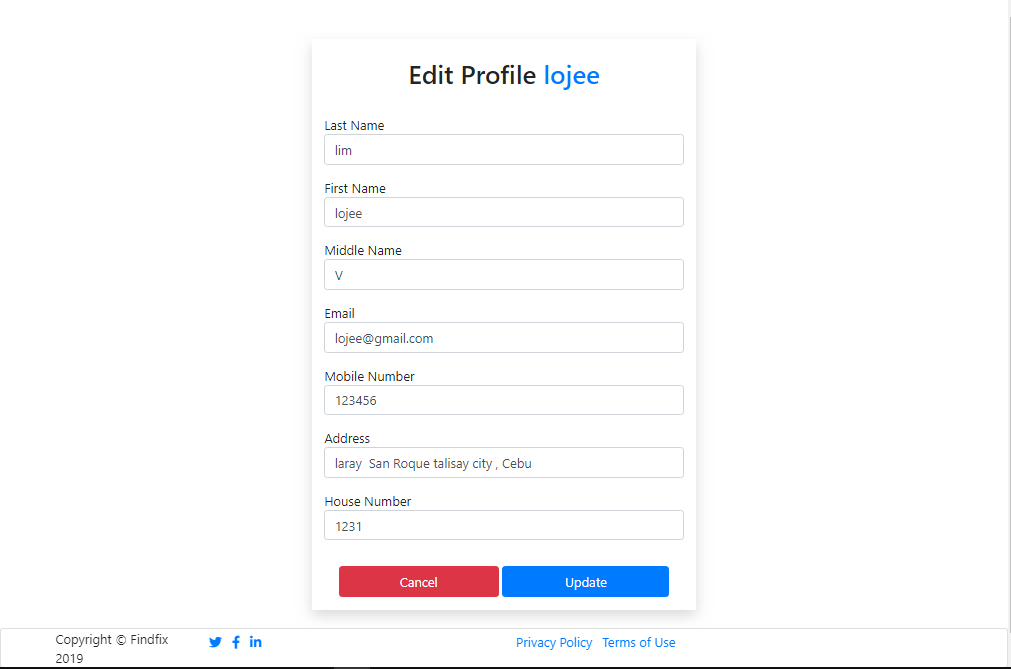 Edit Profile lojee
Last Name
lim
First Name
lojee
Middle Name
V
Email
lojee@gmail.com
Mobile Number
123456
Address
laray  San Roque talisay city , Cebu
House Number
1231
Cancel Update
Copyright © Findfix
2019
Privacy Policy Terms of Use